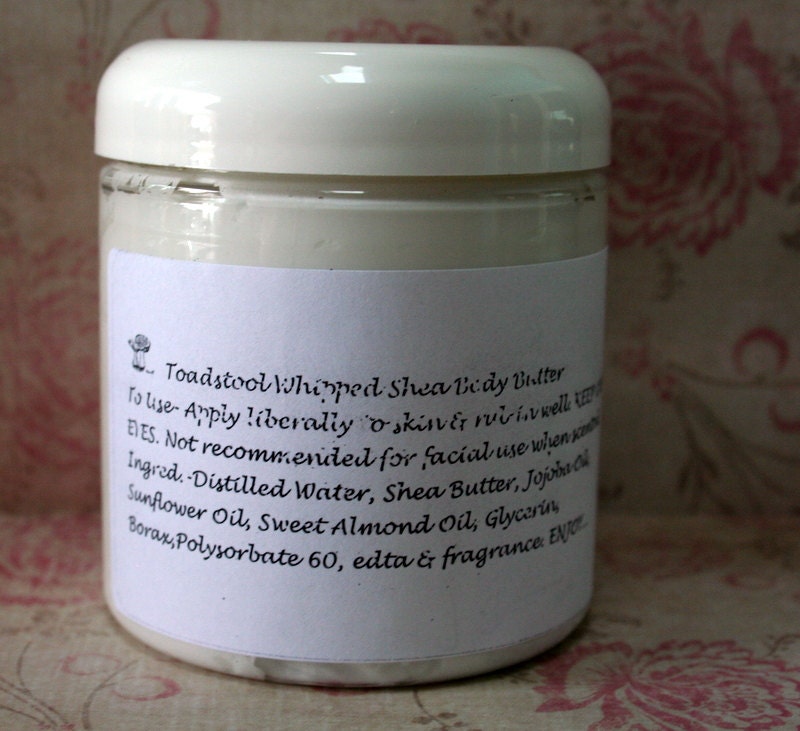 Toadstool Whipped Shea Body Butter
To Use- Apply liberally to skin & rub in well. KEEP
EYES. Not recommended for facial use when scented
Ingred.-Distilled Water, Shea Butter, Jojoba Oil,
Sunflower Oil, Sweet Almond Oil, Glycerin,
Borax,Polysorbate 60, edta & fragrance. ENJOY...